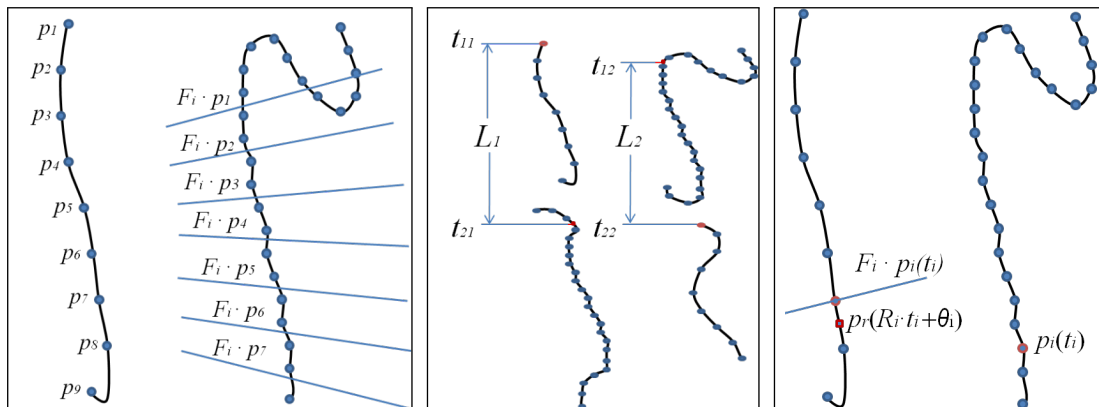 p1
p2
p3
p4
p5
p6
p7
p8
p9
Fi · p1
Fi · p2
Fi · p3
Fi · p4
Fi · p5
Fi · p6
Fi · p7
t11
t12
L1
L2
t21
t22
Fi · pi(ti)
pr(Ri·ti+θi)
pi(ti)